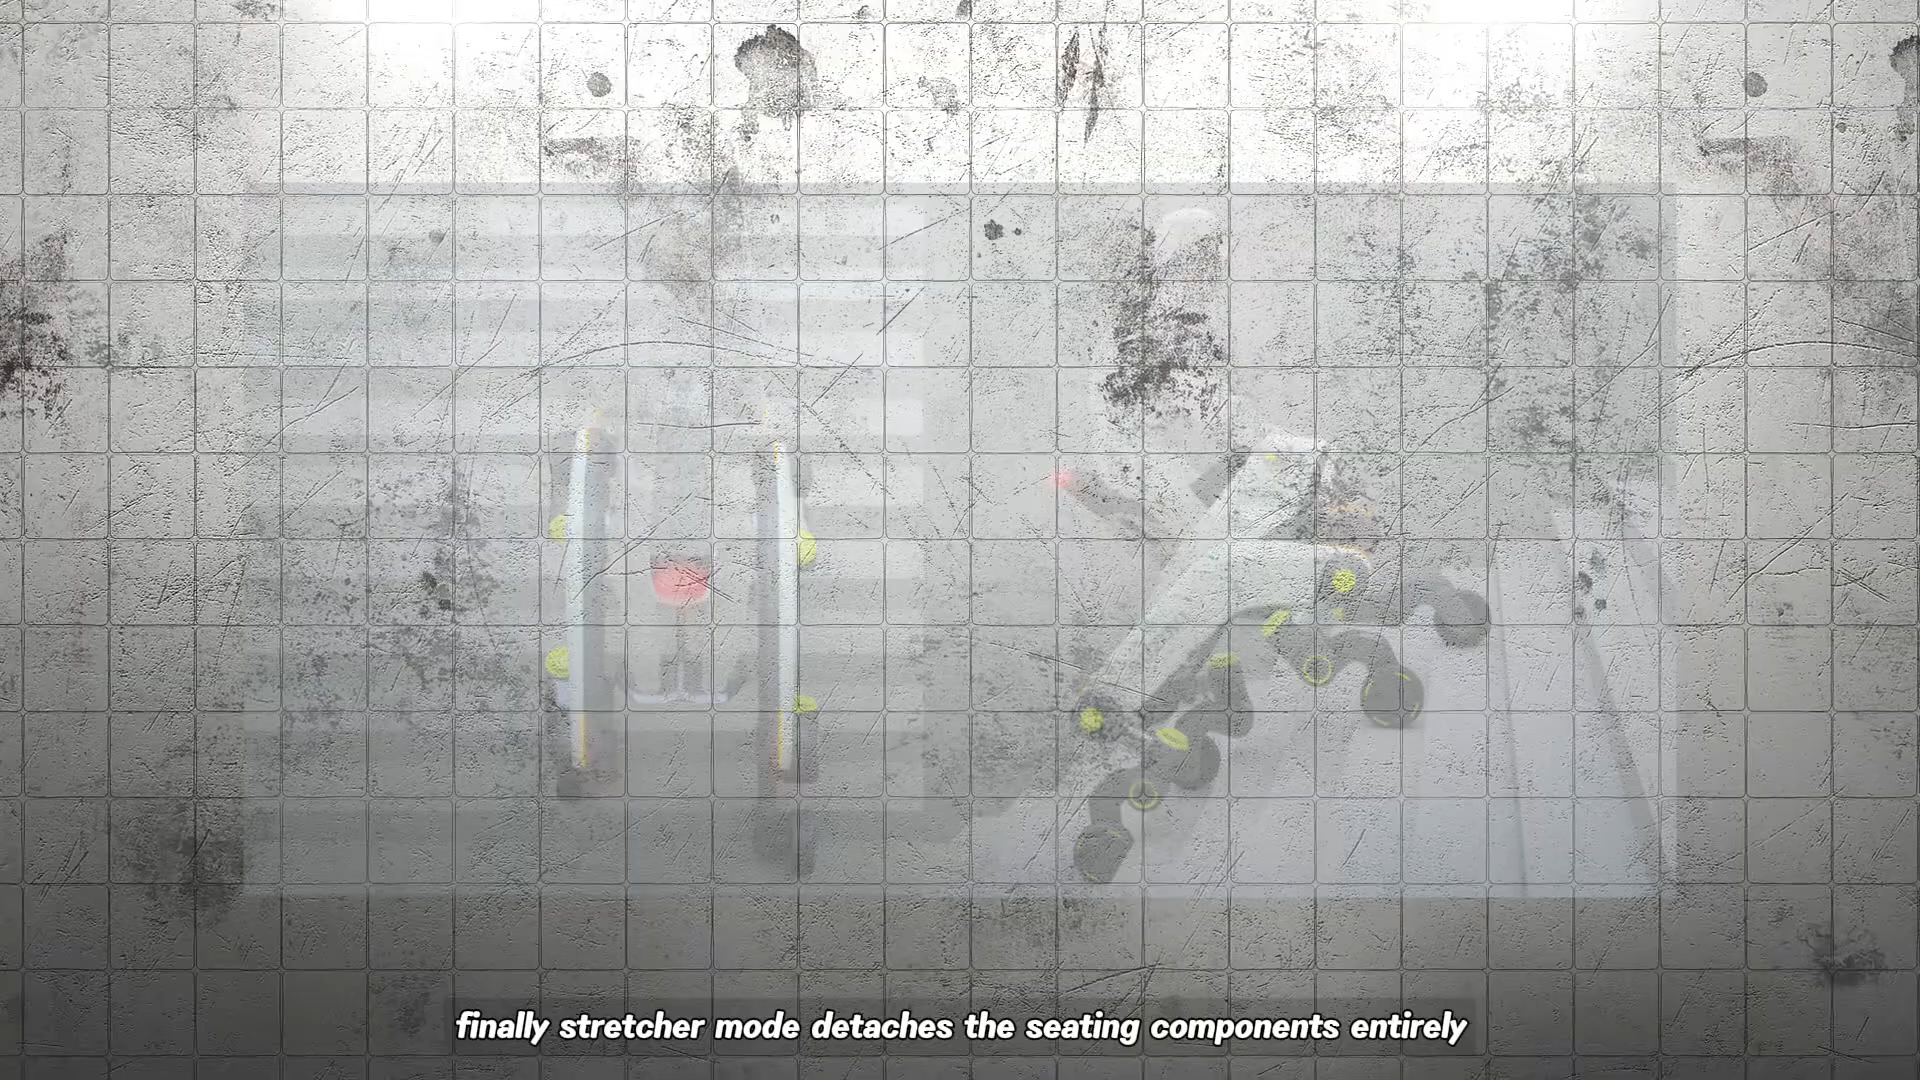 finally stretcher mode detaches the seating components entirely